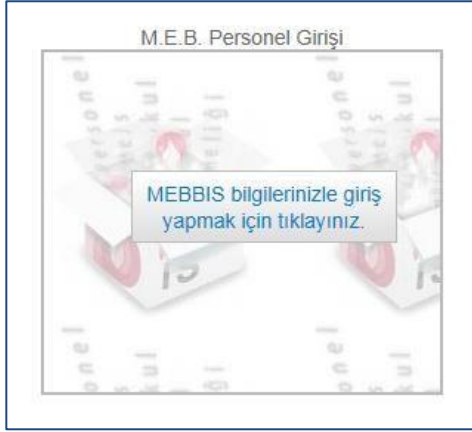 M.E.B. Personel Girişi
MEBBIS bilgilerinizle giriş
yapmak için tıklayınız.